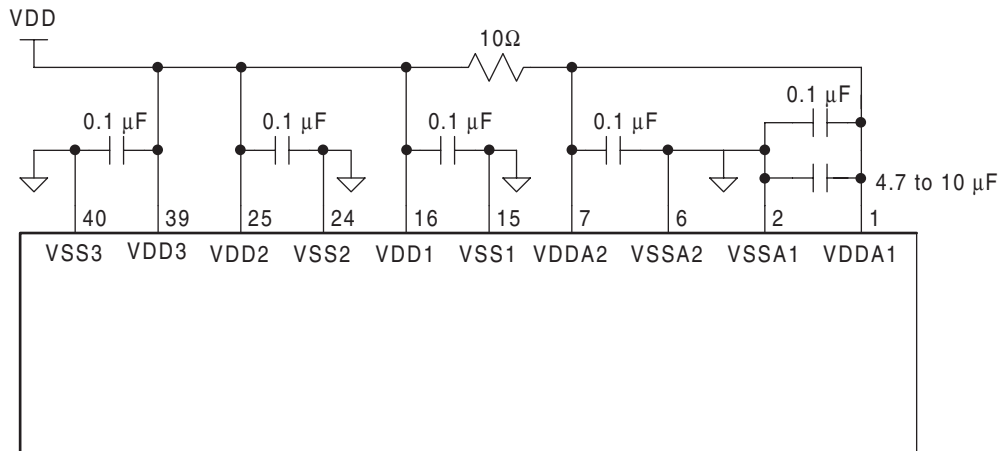 VDD
10Ω
0.1 μF
0.1 μF
0.1 μF
0.1 μF
0.1 μF
4.7 to 10 μF
40 39 25 24 16 15 7 6 2 1
VSS3 VDD3 VDD2 VSS2 VDD1 VSS1 VDDA2 VSSA2 VSSA1 VDDA1